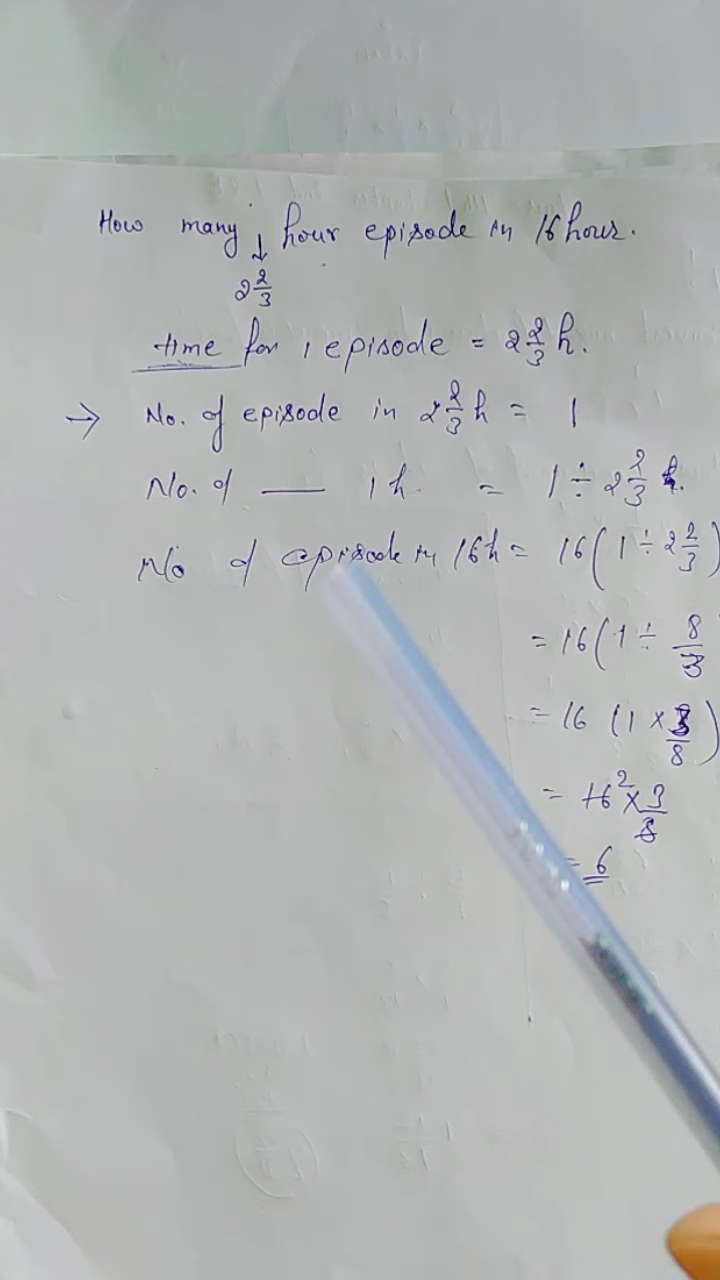 How many ↓ hour episode in 16 hour.
2 2/3
time for 1 episode = 2 2/3 h.
→ No. of episode in 2 2/3 h = 1
No. of — 1 h = 1 ÷ 2 2/3 h.
No of episode in 16h = 16(1 ÷ 2 2/3)
= 16(1 ÷ 8/3
= 16 (1 × 3/8)
= 16 2 × 3/8
= 6